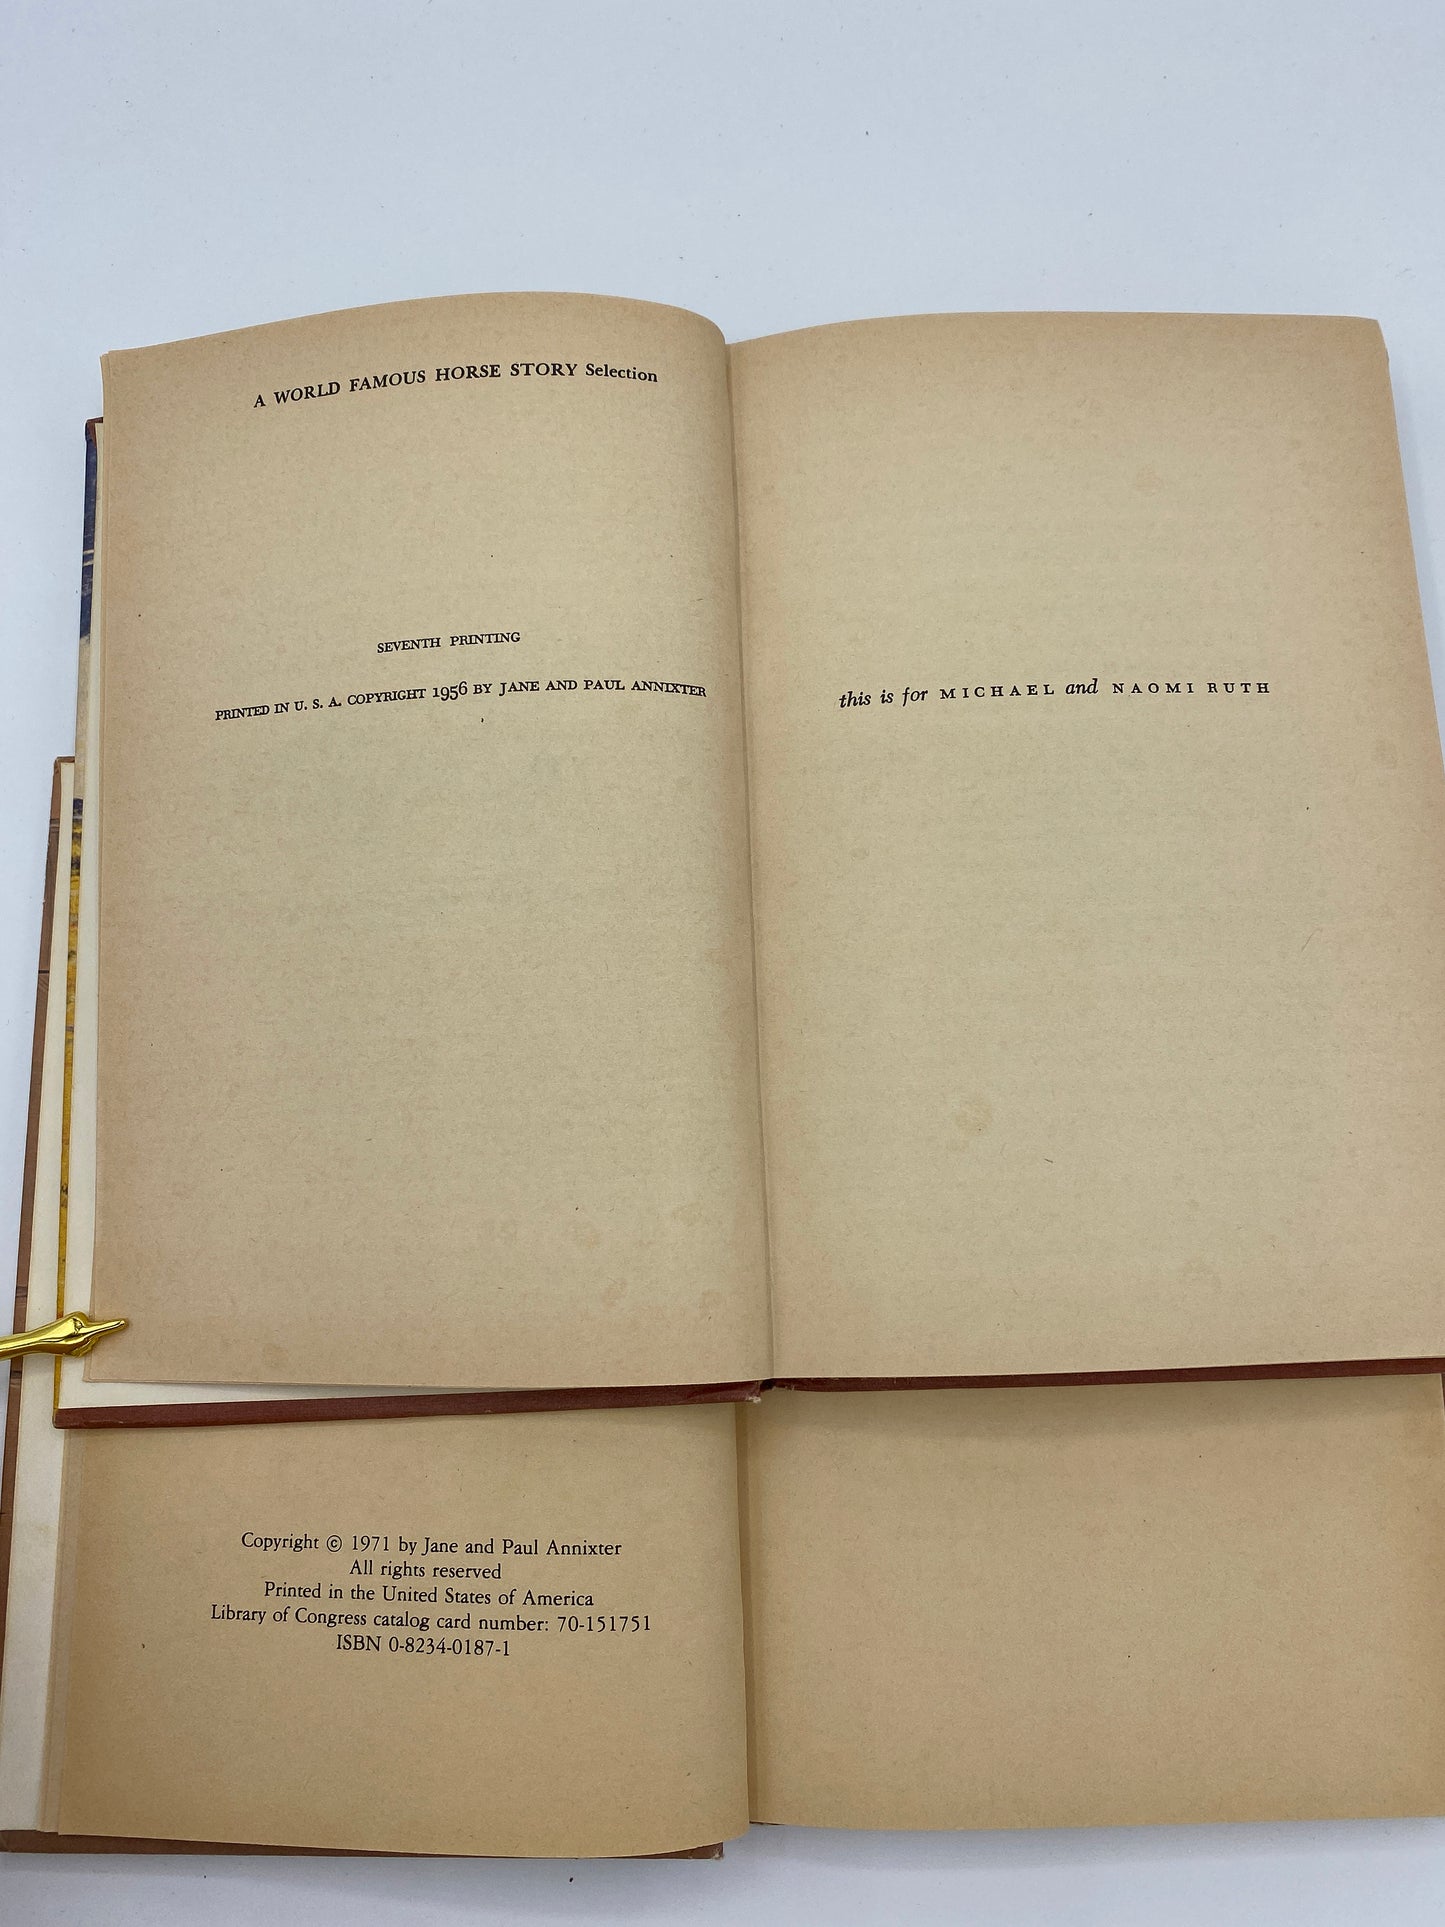 A WORLD FAMOUS HORSE STORY Selection
SEVENTH PRINTING
PRINTED IN U. S. A. COPYRIGHT 1956 BY JANE AND PAUL ANNIXTER
this is for MICHAEL and NAOMI RUTH
Copyright © 1971 by Jane and Paul Annixter
All rights reserved
Printed in the United States of America
Library of Congress catalog card number: 70-151751
ISBN 0-8234-0187-1